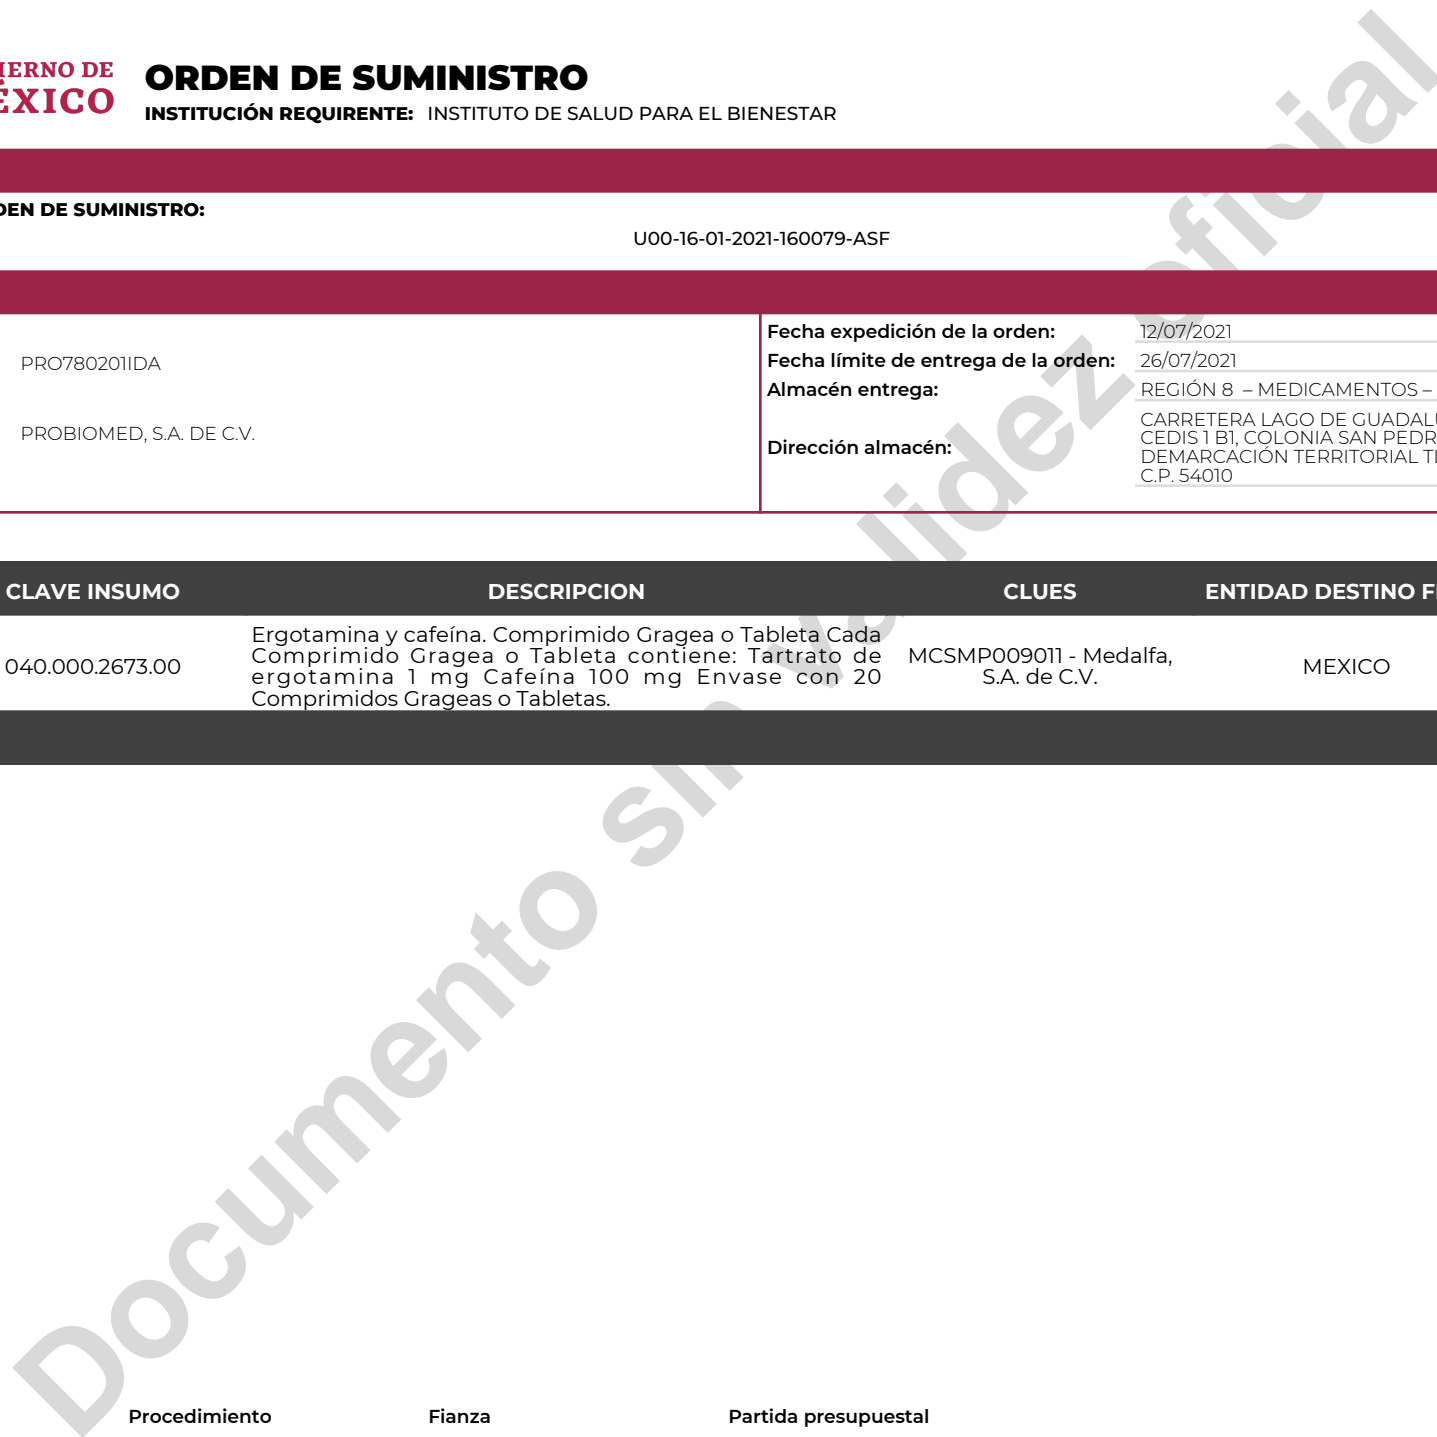 IERNO DE
ÉXICO
ORDEN DE SUMINISTRO
INSTITUCIÓN REQUIRENTE: INSTITUTO DE SALUD PARA EL BIENESTAR
DEN DE SUMINISTRO:
U00-16-01-2021-160079-ASF
PRO780201IDA
PROBIOMED, S.A. DE C.V.
Fecha expedición de la orden: 12/07/2021
Fecha límite de entrega de la orden: 26/07/2021
Almacén entrega: REGIÓN 8 – MEDICAMENTOS –
Dirección almacén:
CARRETERA LAGO DE GUADALU
CEDIS 1 B1, COLONIA SAN PEDR
DEMARCACIÓN TERRITORIAL TL
C.P. 54010
CLAVE INSUMO DESCRIPCION CLUES ENTIDAD DESTINO FI
040.000.2673.00
Ergotamina y cafeína. Comprimido Gragea o Tableta Cada
Comprimido Gragea o Tableta contiene: Tartrato de
ergotamina 1 mg Cafeína 100 mg Envase con 20
Comprimidos Grageas o Tabletas.
MCSMP009011 - Medalfa,
S.A. de C.V.
MEXICO
Documento sin validez oficial
Procedimiento Fianza Partida presupuestal